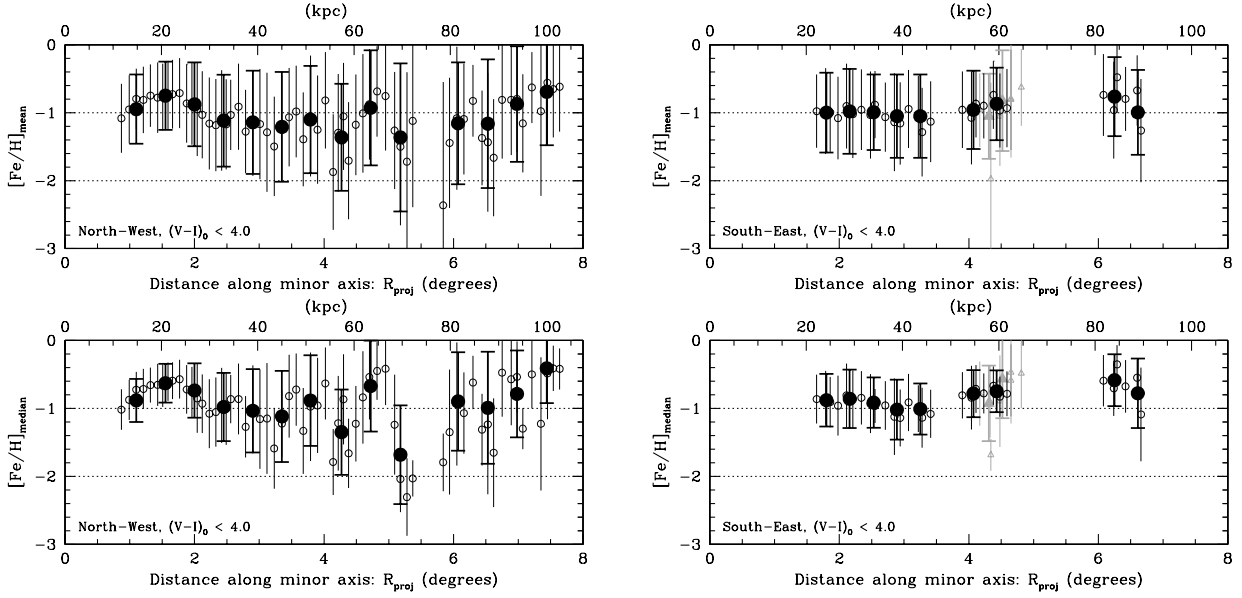 (kpc)
0 20 40 60 80 100
0
−1
−2
−3
[Fe/H]mean
North−West, (V−I)0 < 4.0
0 2 4 6 8
Distance along minor axis: Rproj (degrees)
(kpc)
0 20 40 60 80 100
0
−1
−2
−3
[Fe/H]mean
South−East, (V−I)0 < 4.0
0 2 4 6 8
Distance along minor axis: Rproj (degrees)
(kpc)
0 20 40 60 80 100
0
−1
−2
−3
[Fe/H]median
North−West, (V−I)0 < 4.0
0 2 4 6 8
Distance along minor axis: Rproj (degrees)
(kpc)
0 20 40 60 80 100
0
−1
−2
−3
[Fe/H]median
South−East, (V−I)0 < 4.0
0 2 4 6 8
Distance along minor axis: Rproj (degrees)